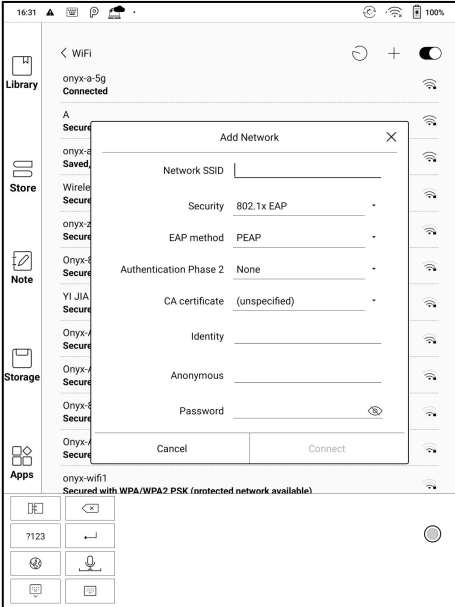 16:31
100%
WiFi
Library
Store
Note
Storage
Apps
onyx-a-5g
Connected
A
Secure
onyx-a
Saved,
Wirele
Secure
onyx-z
Secure
Onyx-8
Secure
YI JIA
Secure
Onyx-A
Secure
Onyx-A
Secure
Onyx-8
Secure
Onyx-A
Secure
onyx-wifi1
Secured with WPA/WPA2 PSK (protected network available)
Add Network
Network SSID
Security 802.1x EAP
EAP method PEAP
Authentication Phase 2 None
CA certificate (unspecified)
Identity
Anonymous
Password
Cancel Connect
?123